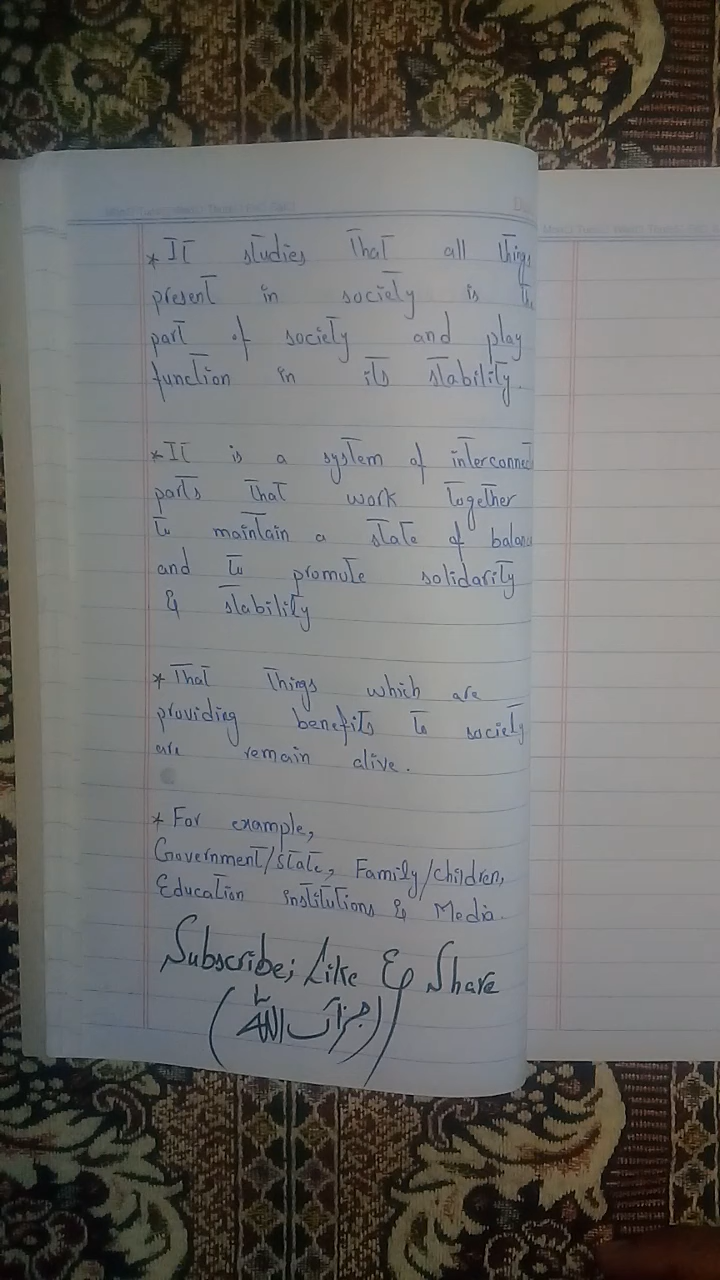 * It studies that all things
present in society is th
part of society and play
function in its stability.
* It is a system of interconnec
parts that work together
to maintain a state of balanc
and to promote solidarity
& stability
* That things which are
providing benefits to society
are remain alive.
* For example,
Government/state, Family/children,
Education institutions & Media.
Subscribe; Like & Share
(جزاک اللہ)